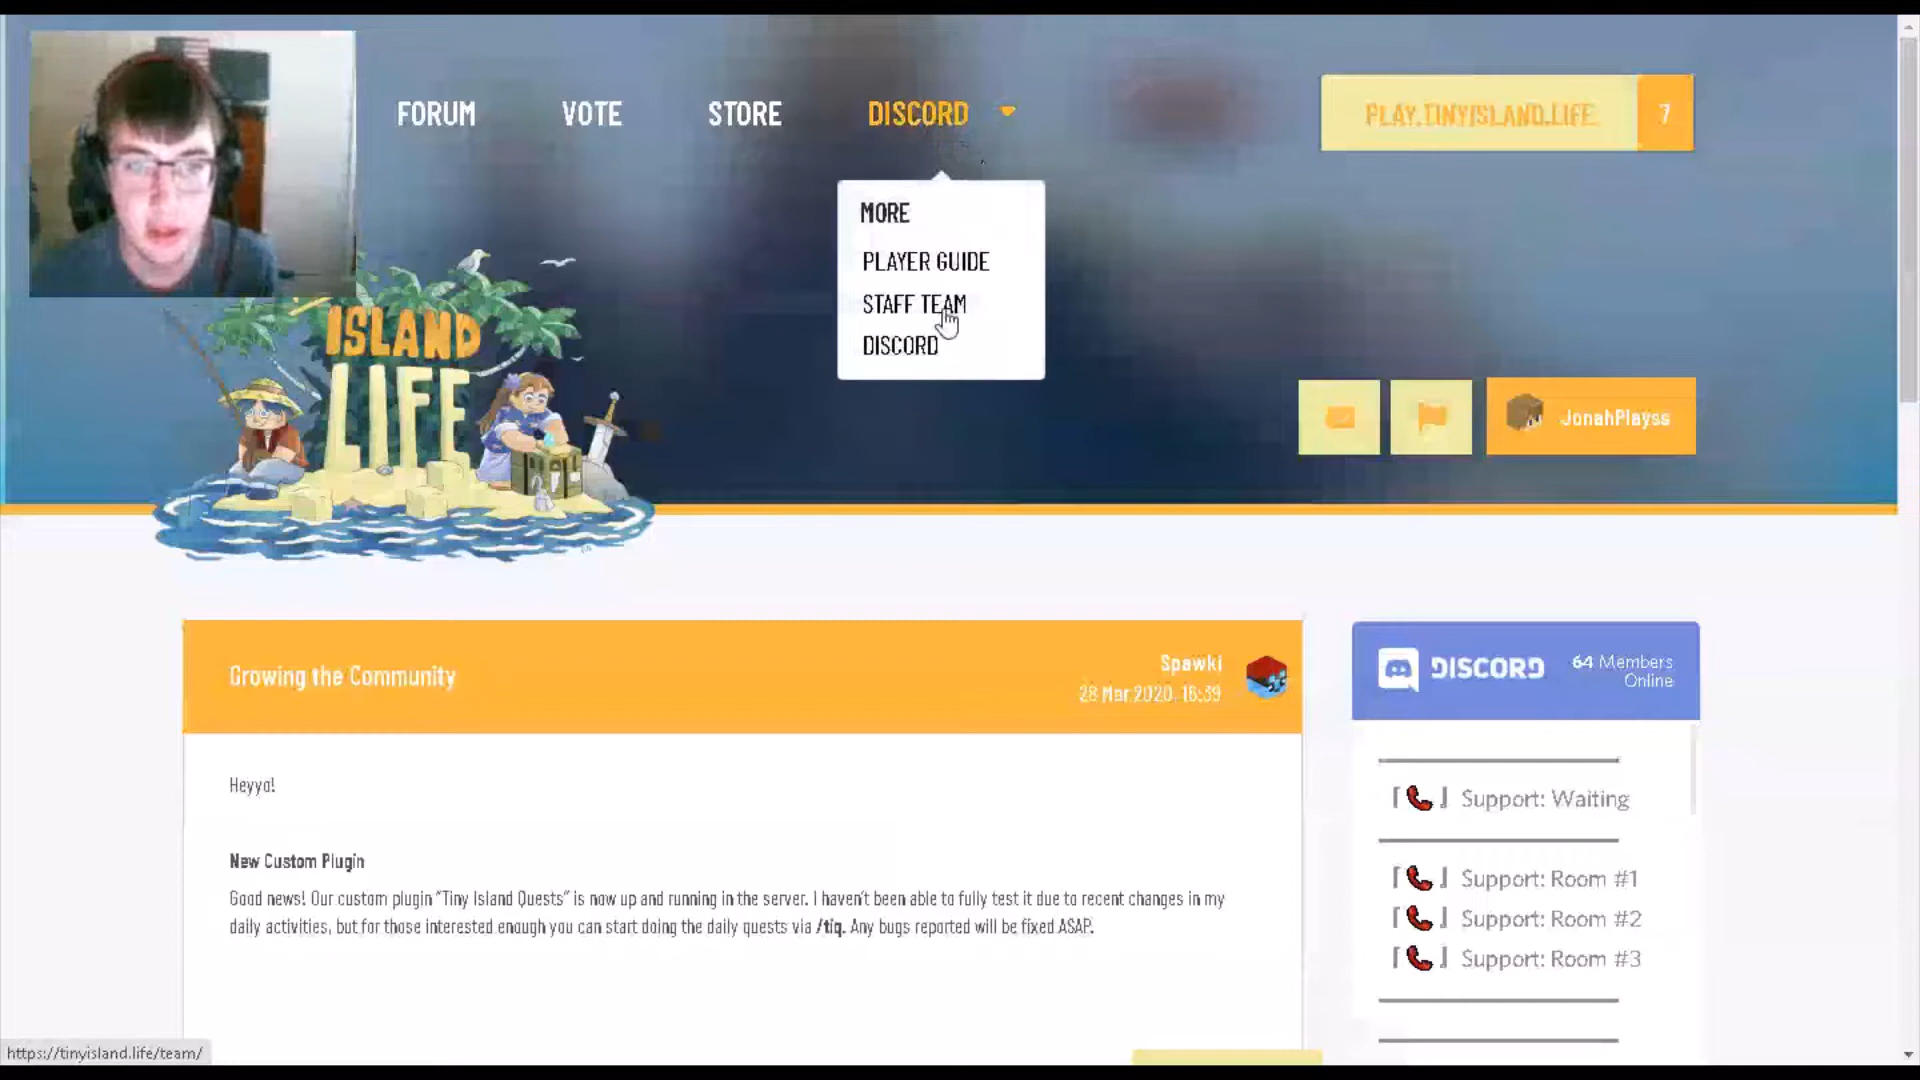 FORUM
VOTE
STORE
DISCORD
PLAY.TINYISLAND.LIFE
7
MORE
PLAYER GUIDE
STAFF TEAM
DISCORD
ISLAND
LIFE
JonahPlayss
Growing the Community
Spawki
28 Mar 2020, 16:39
DISCORD
64 Members
Online
Heyya!
New Custom Plugin
Good news! Our custom plugin "Tiny Island Quests" is now up and running in the server. I haven't been able to fully test it due to recent changes in my
daily activities, but for those interested enough you can start doing the daily quests via /tiq. Any bugs reported will be fixed ASAP.
Support: Waiting
Support: Room #1
Support: Room #2
Support: Room #3
https://tinyisland.life/team/